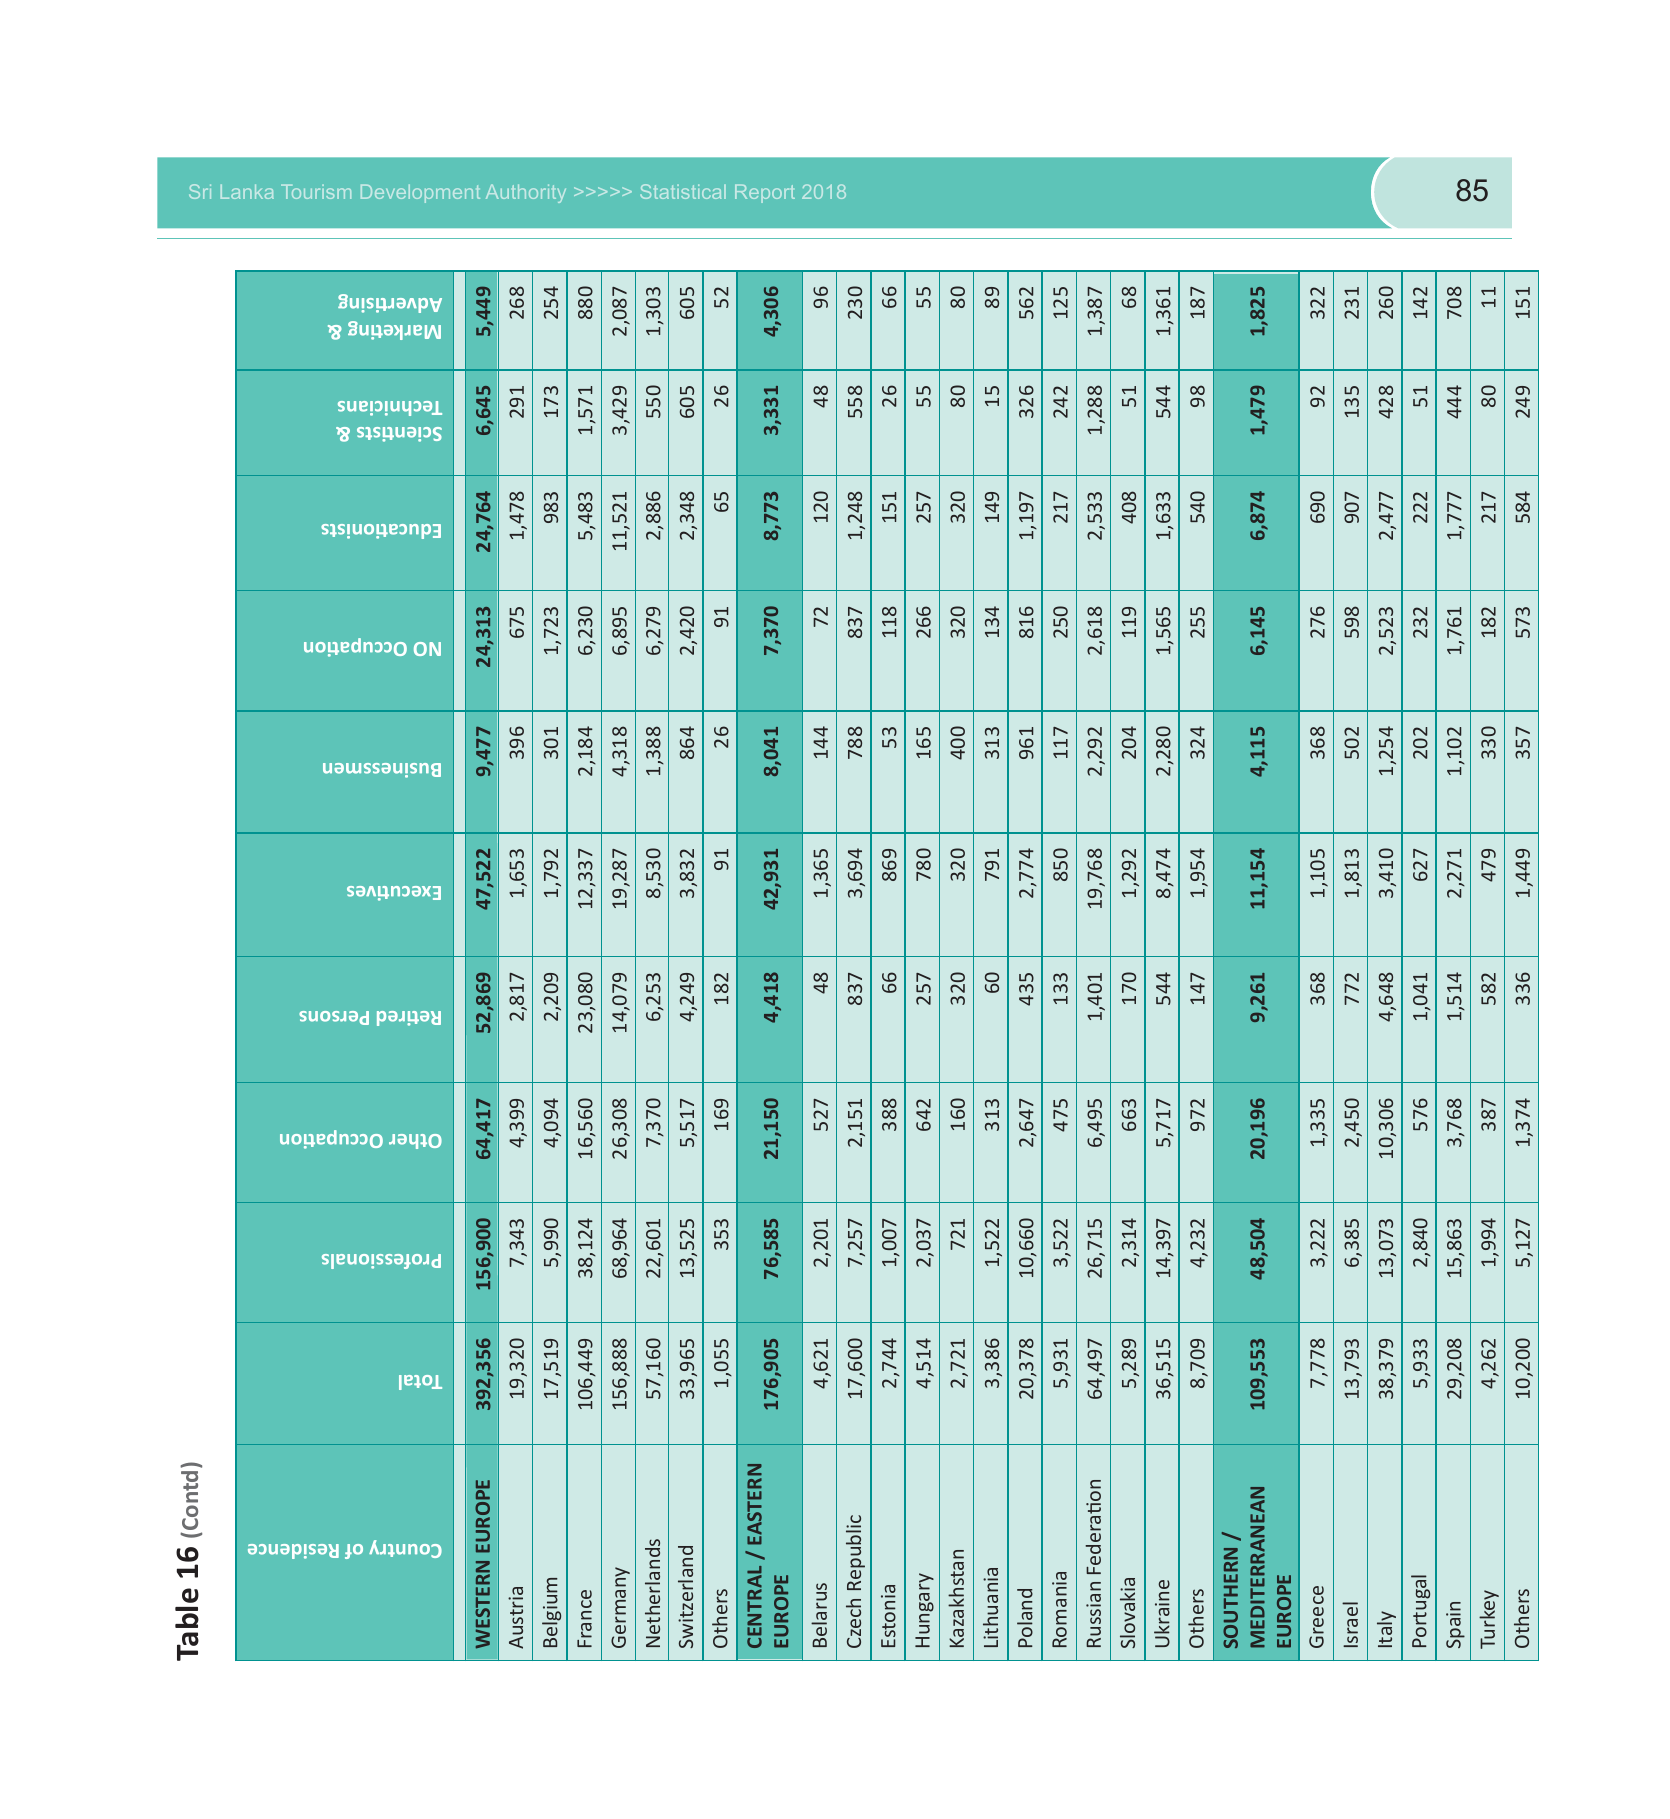 Sri Lanka Tourism Development Authority >>>>> Statistical Report 2018
85
Table 16 (Contd)
Country of Residence Total Professionals Other Occupation Retired Persons Executives Businessmen NO Occupation Educationists Scientists & Technicians Marketing & Advertising
WESTERN EUROPE 392,356 156,900 64,417 52,869 47,522 9,477 24,313 24,764 6,645 5,449
Austria 19,320 7,343 4,399 2,817 1,653 396 675 1,478 291 268
Belgium 17,519 5,990 4,094 2,209 1,792 301 1,723 983 173 254
France 106,449 38,124 16,560 23,080 12,337 2,184 6,230 5,483 1,571 880
Germany 156,888 68,964 26,308 14,079 19,287 4,318 6,895 11,521 3,429 2,087
Netherlands 57,160 22,601 7,370 6,253 8,530 1,388 6,279 2,886 550 1,303
Switzerland 33,965 13,525 5,517 4,249 3,832 864 2,420 2,348 605 605
Others 1,055 353 169 182 91 26 91 65 26 52
CENTRAL / EASTERN
EUROPE 176,905 76,585 21,150 4,418 42,931 8,041 7,370 8,773 3,331 4,306
Belarus 4,621 2,201 527 48 1,365 144 72 120 48 96
Czech Republic 17,600 7,257 2,151 837 3,694 788 837 1,248 558 230
Estonia 2,744 1,007 388 66 869 53 118 151 26 66
Hungary 4,514 2,037 642 257 780 165 266 257 55 55
Kazakhstan 2,721 721 160 320 320 400 320 320 80 80
Lithuania 3,386 1,522 313 60 791 313 134 149 15 89
Poland 20,378 10,660 2,647 435 2,774 961 816 1,197 326 562
Romania 5,931 3,522 475 133 850 117 250 217 242 125
Russian Federation 64,497 26,715 6,495 1,401 19,768 2,292 2,618 2,533 1,288 1,387
Slovakia 5,289 2,314 663 170 1,292 204 119 408 51 68
Ukraine 36,515 14,397 5,717 544 8,474 2,280 1,565 1,633 544 1,361
Others 8,709 4,232 972 147 1,954 324 255 540 98 187
SOUTHERN /
MEDITERRANEAN
EUROPE 109,553 48,504 20,196 9,261 11,154 4,115 6,145 6,874 1,479 1,825
Greece 7,778 3,222 1,335 368 1,105 368 276 690 92 322
Israel 13,793 6,385 2,450 772 1,813 502 598 907 135 231
Italy 38,379 13,073 10,306 4,648 3,410 1,254 2,523 2,477 428 260
Portugal 5,933 2,840 576 1,041 627 202 232 222 51 142
Spain 29,208 15,863 3,768 1,514 2,271 1,102 1,761 1,777 444 708
Turkey 4,262 1,994 387 582 479 330 182 217 80 11
Others 10,200 5,127 1,374 336 1,449 357 573 584 249 151